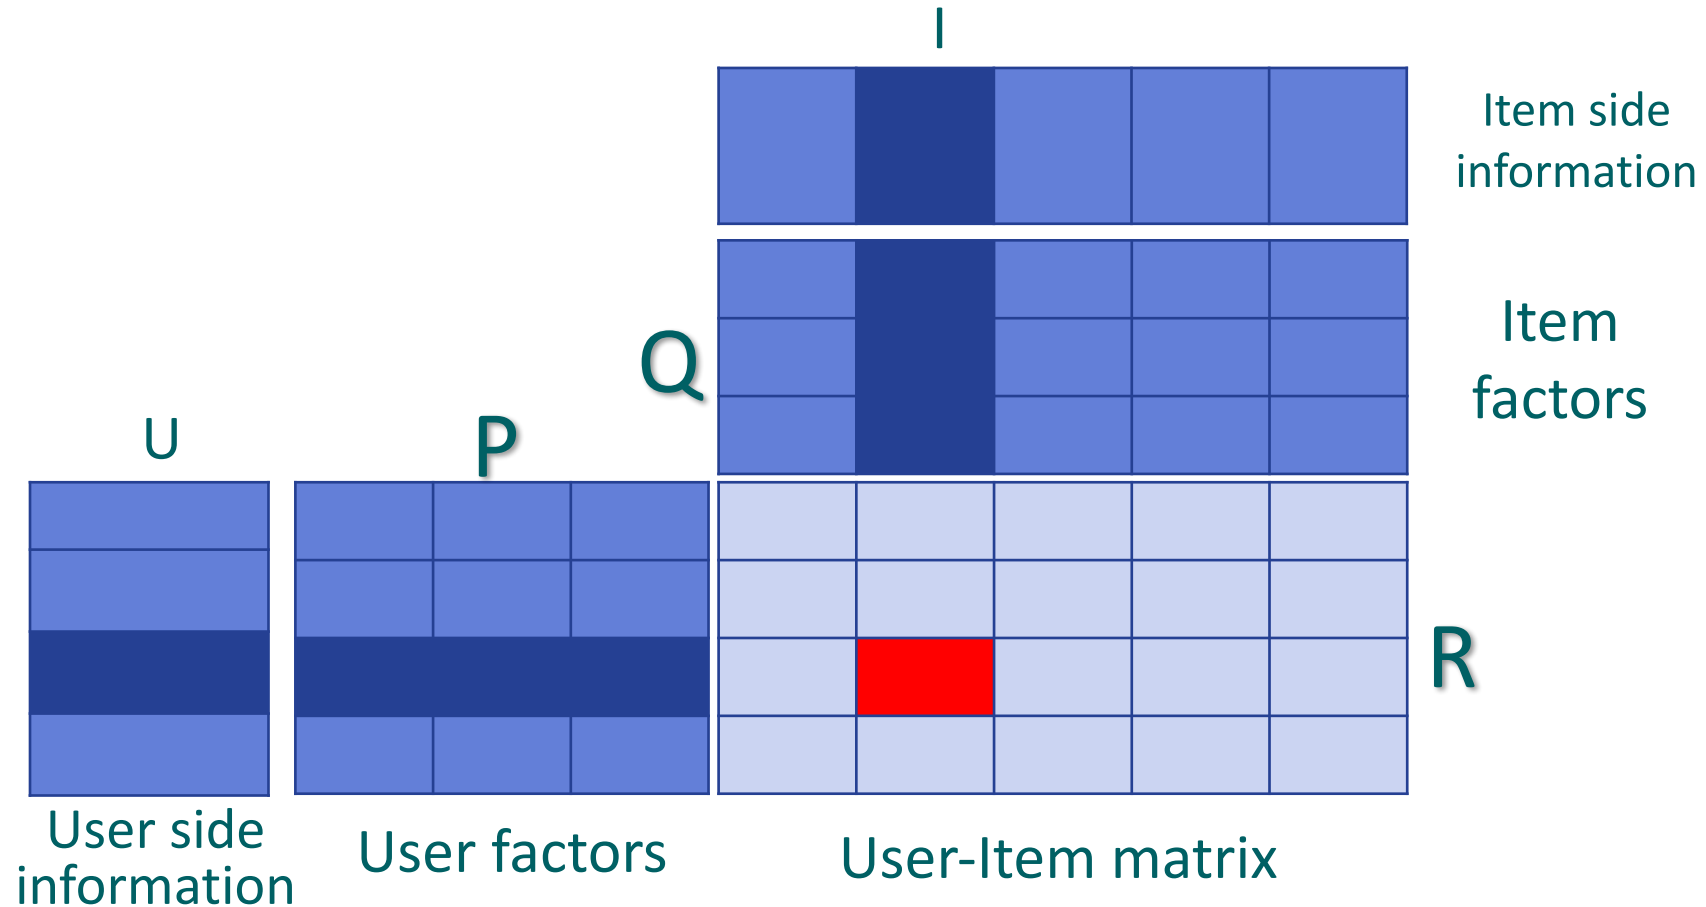 I
Item side
information
Q
Item
factors
U
P
R
User side
information
User factors
User-Item matrix